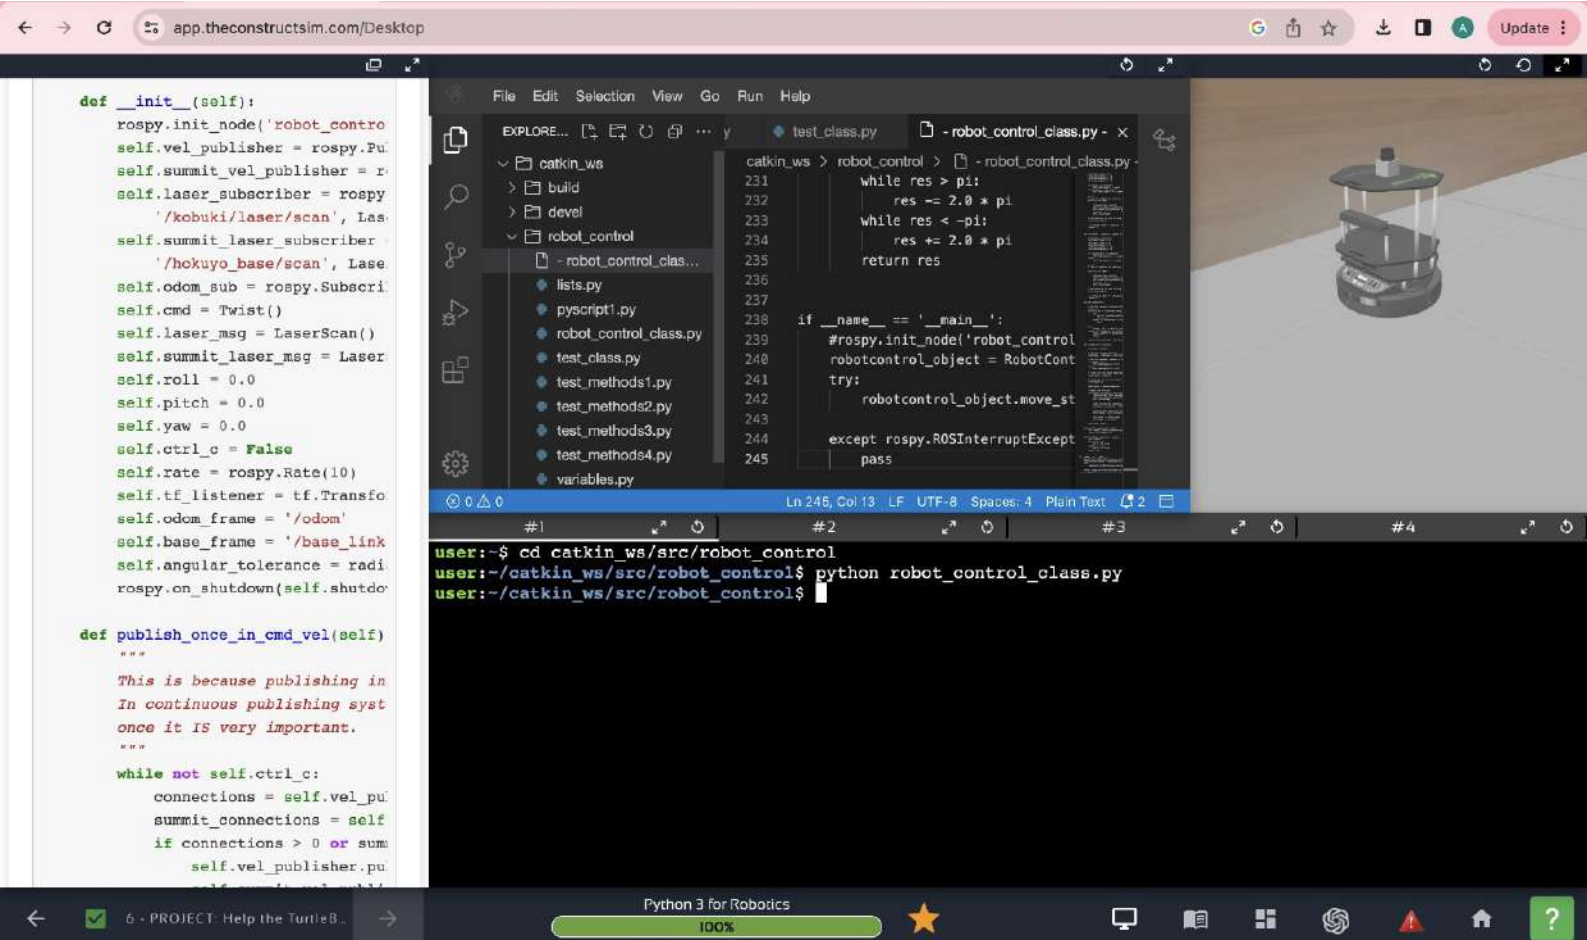 app.theconstructsim.com/Desktop
A
Update
def __init__(self):
rospy.init_node('robot_contro
self.vel_publisher = rospy.Pu
self.summit_vel_publisher = r
self.laser_subscriber = rospy
'/kobuki/laser/scan', Las
self.summit_laser_subscriber
'/hokuyo_base/scan', Lase
self.odom_sub = rospy.Subscri
self.cmd = Twist()
self.laser_msg = LaserScan()
self.summit_laser_msg = Laser
self.roll = 0.0
self.pitch = 0.0
self.yaw = 0.0
self.ctrl_c = False
self.rate = rospy.Rate(10)
self.tf_listener = tf.Transfo
self.odom_frame = '/odom'
self.base_frame = '/base_link
self.angular_tolerance = radi
rospy.on_shutdown(self.shutdo
def publish_once_in_cmd_vel(self)
"""
This is because publishing in
In continuous publishing syst
once it IS very important.
"""
while not self.ctrl_c:
connections = self.vel_pu
summit_connections = self
if connections > 0 or sum
self.vel_publisher.pu
File Edit Selection View Go Run Help
EXPLORE... ··· y
catkin_ws
build
devel
robot_control
- robot_control_clas...
lists.py
pyscript1.py
robot_control_class.py
test_class.py
test_methods1.py
test_methods2.py
test_methods3.py
test_methods4.py
variables.py
test_class.py - robot_control_class.py - ×
catkin_ws > robot_control > - robot_control_class.py -
231 while res > pi:
232 res -= 2.0 * pi
233 while res < -pi:
234 res += 2.0 * pi
235 return res
236
237
238 if __name__ == '__main__':
239 #rospy.init_node('robot_control
240 robotcontrol_object = RobotCont
241 try:
242 robotcontrol_object.move_st
243
244 except rospy.ROSInterruptExcept
245 pass
0 0 Ln 245, Col 13 LF UTF-8 Spaces: 4 Plain Text 2
#1 #2 #3 #4
user:~$ cd catkin_ws/src/robot_control
user:~/catkin_ws/src/robot_control$ python robot_control_class.py
user:~/catkin_ws/src/robot_control$
6 - PROJECT: Help the TurtleB...
Python 3 for Robotics
100%
?